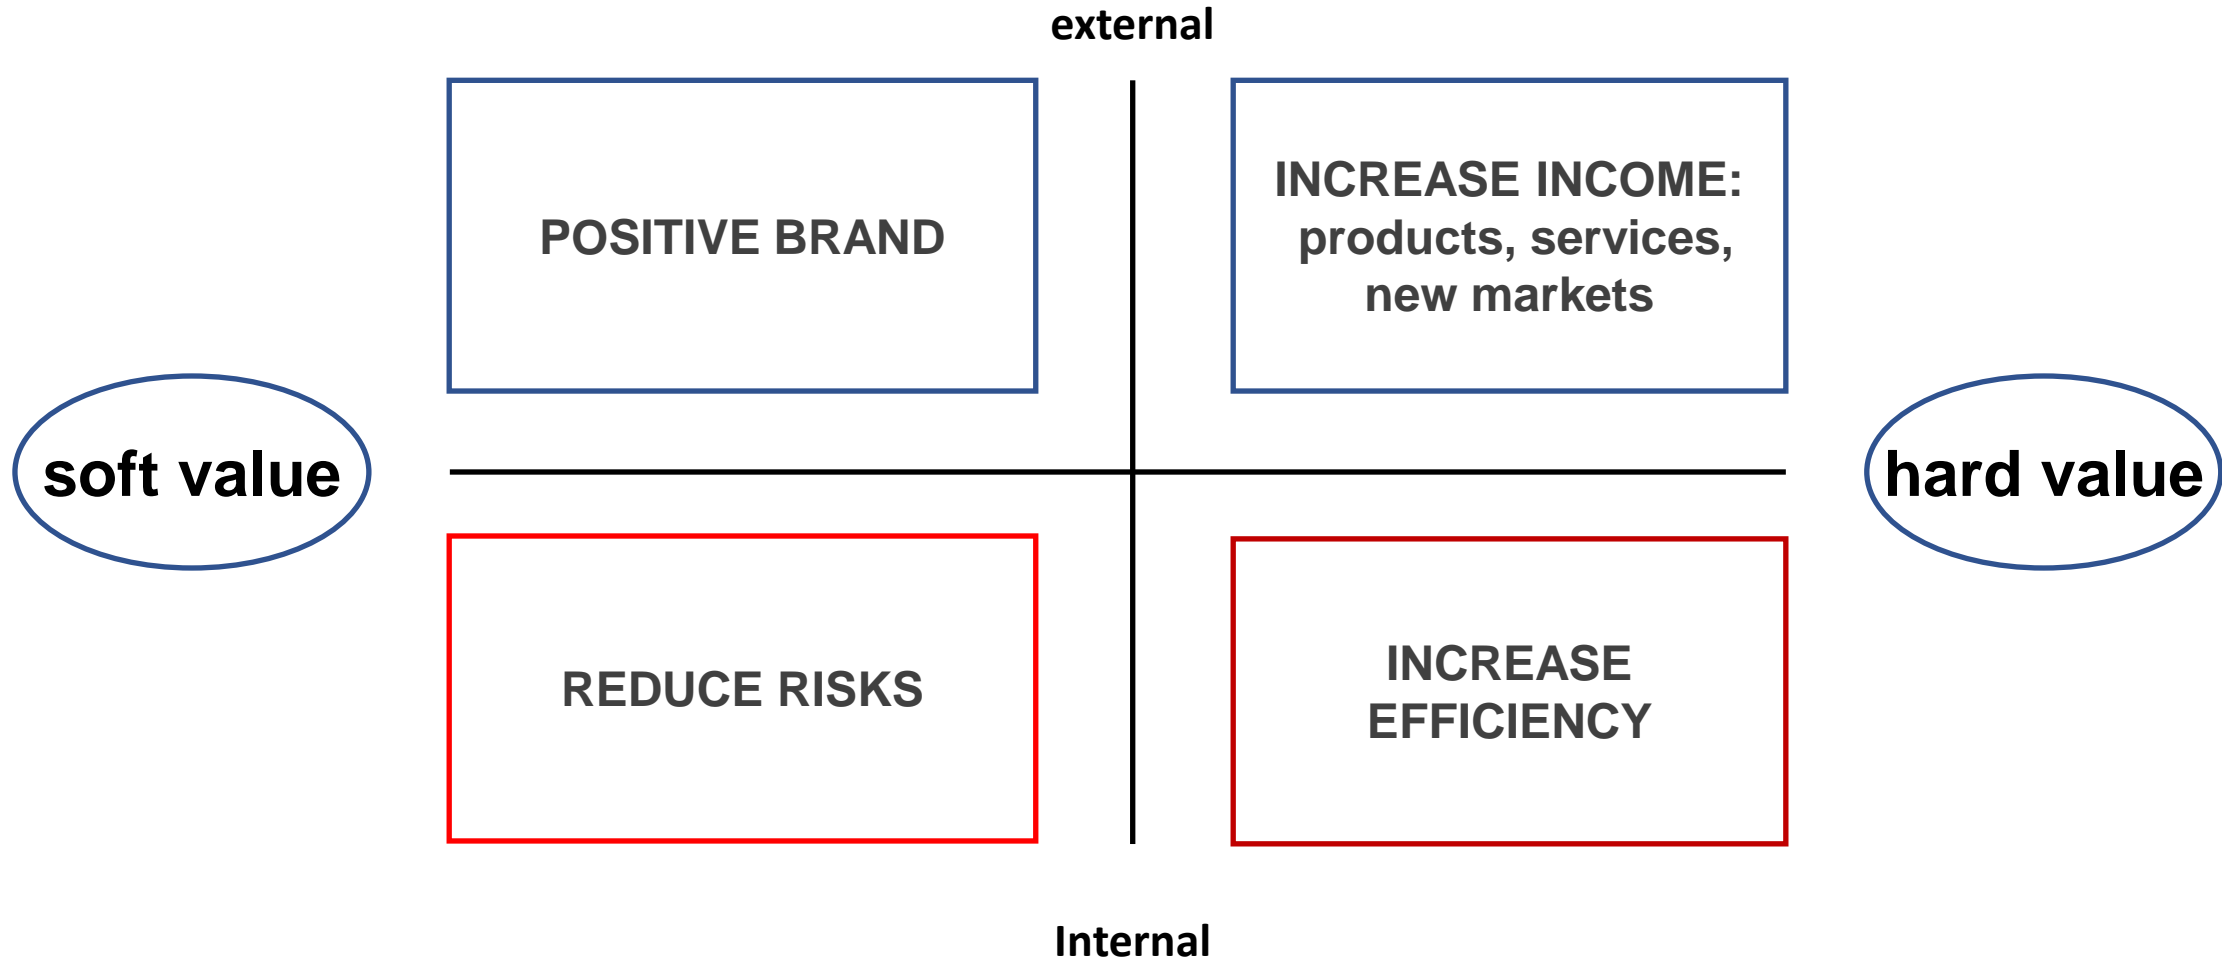 external
POSITIVE BRAND
INCREASE INCOME:
products, services,
new markets
soft value
hard value
REDUCE RISKS
INCREASE
EFFICIENCY
Internal